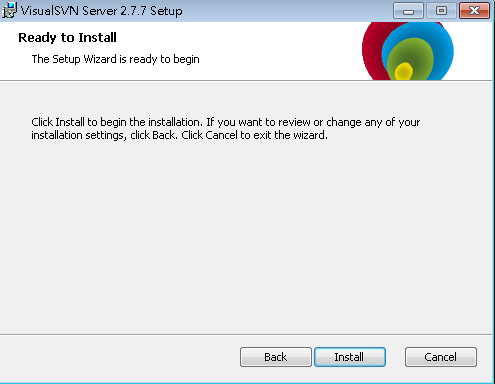 VisualSVN Server 2.7.7 Setup
Ready to Install
The Setup Wizard is ready to begin
Click Install to begin the installation. If you want to review or change any of your
installation settings, click Back. Click Cancel to exit the wizard.
Back Install Cancel